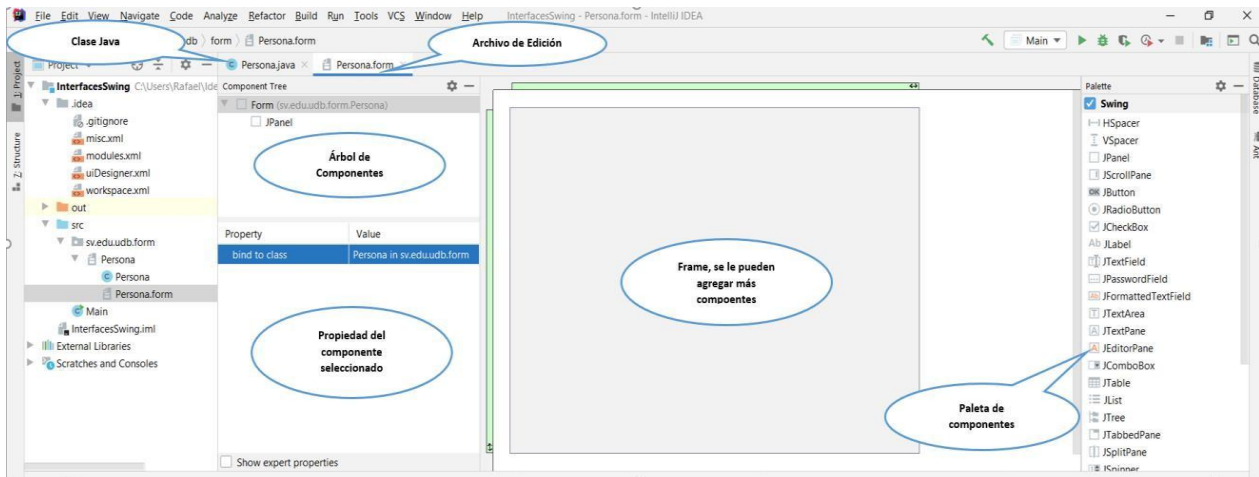 File Edit View Navigate Code Analyze Refactor Build Run Tools VCS Window Help InterfacesSwing - Persona.form - IntelliJ IDEA
Clase Java
db form Persona.form
Archivo de Edición
Main
Project
Persona.java
Persona.form
1: Project
Z: Structure
InterfacesSwing C:\Users\Rafael\Ide
.idea
.gitignore
misc.xml
modules.xml
uiDesigner.xml
workspace.xml
out
src
sv.edu.udb.form
Persona
Persona
Persona.form
Main
InterfacesSwing.iml
External Libraries
Scratches and Consoles
Component Tree
Form (sv.edu.udb.form.Persona)
JPanel
Árbol de
Componentes
Property Value
bind to class Persona in sv.edu.udb.form
Propiedad del
componente
seleccionado
Show expert properties
Frame, se le pueden
agregar más
compoentes
Palette
Swing
HSpacer
VSpacer
JPanel
JScrollPane
OK JButton
JRadioButton
JCheckBox
Ab JLabel
JTextField
JPasswordField
JFormattedTextField
JTextArea
JTextPane
JEditorPane
JComboBox
JTable
JList
JTree
JTabbedPane
JSplitPane
JSpinner
Paleta de
componentes
Database
Ant